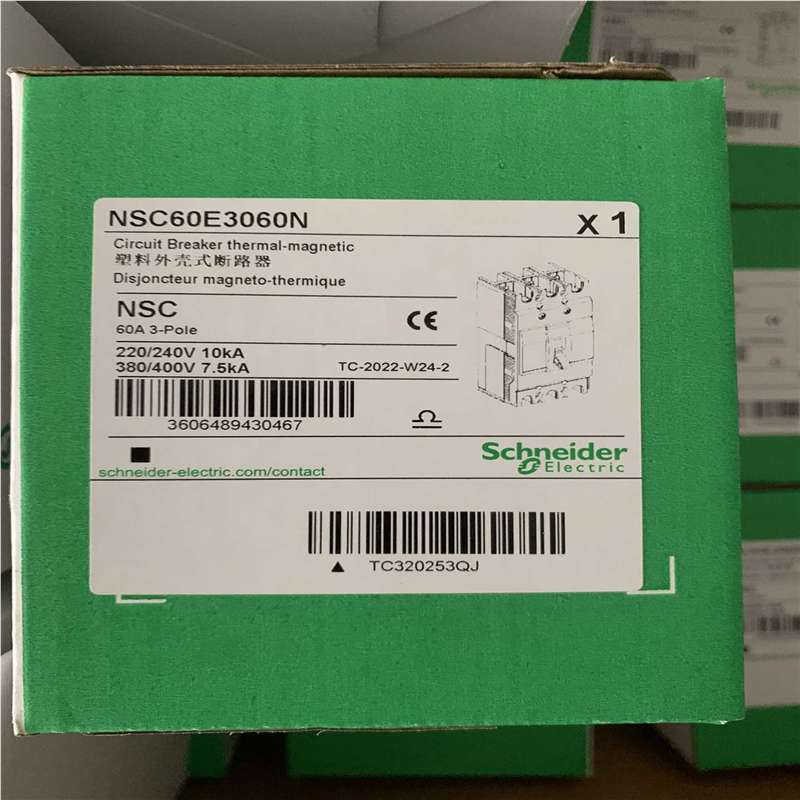 NSC60E3060N
X 1
Circuit Breaker thermal-magnetic
塑料外壳式断路器
Disjoncteur magneto-thermique
NSC
60A 3-Pole
CE
220/240V 10kA
380/400V 7.5kA
TC-2022-W24-2
3606489430467
schneider-electric.com/contact
Schneider
Electric
TC320253QJ